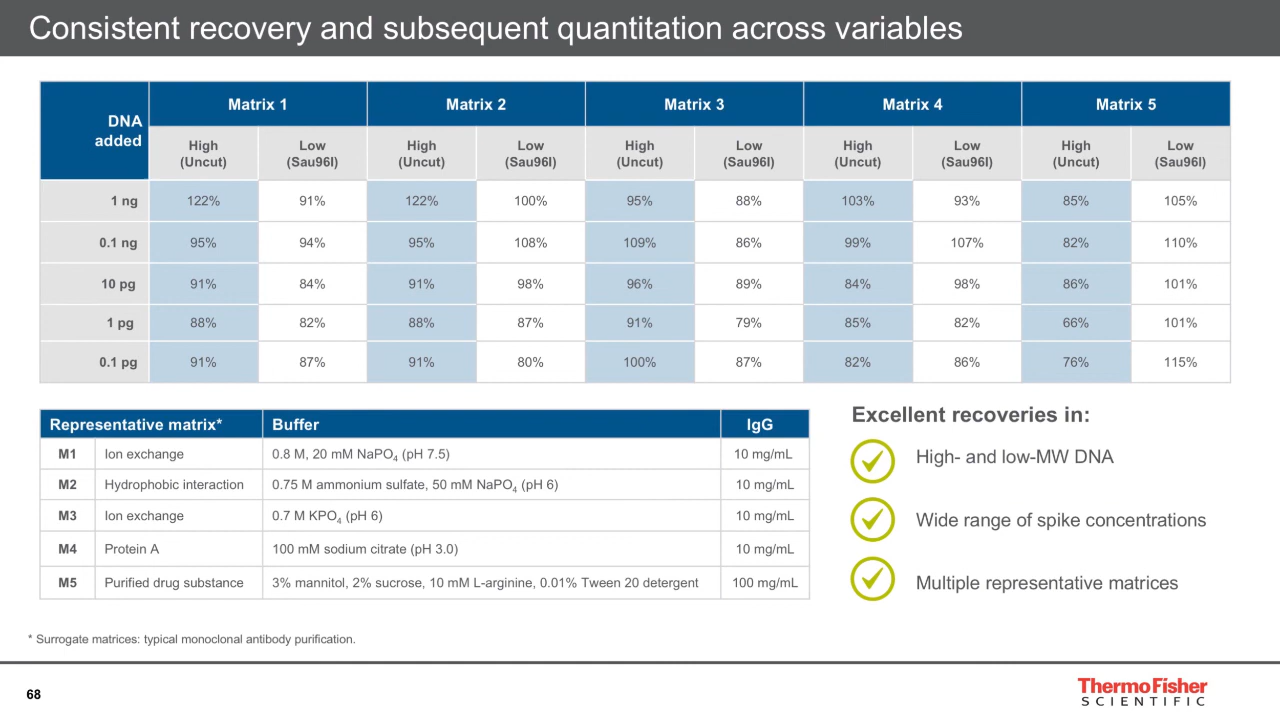 Consistent recovery and subsequent quantitation across variables
DNA added Matrix 1 Matrix 2 Matrix 3 Matrix 4 Matrix 5
High (Uncut) Low (Sau96I) High (Uncut) Low (Sau96I) High (Uncut) Low (Sau96I) High (Uncut) Low (Sau96I) High (Uncut) Low (Sau96I)
1 ng 122% 91% 122% 100% 95% 88% 103% 93% 85% 105%
0.1 ng 95% 94% 95% 108% 109% 86% 99% 107% 82% 110%
10 pg 91% 84% 91% 98% 96% 89% 84% 98% 86% 101%
1 pg 88% 82% 88% 87% 91% 79% 85% 82% 66% 101%
0.1 pg 91% 87% 91% 80% 100% 87% 82% 86% 76% 115%
Representative matrix* Buffer IgG
M1 Ion exchange 0.8 M, 20 mM NaPO₄ (pH 7.5) 10 mg/mL
M2 Hydrophobic interaction 0.75 M ammonium sulfate, 50 mM NaPO₄ (pH 6) 10 mg/mL
M3 Ion exchange 0.7 M KPO₄ (pH 6) 10 mg/mL
M4 Protein A 100 mM sodium citrate (pH 3.0) 10 mg/mL
M5 Purified drug substance 3% mannitol, 2% sucrose, 10 mM L-arginine, 0.01% Tween 20 detergent 100 mg/mL
Excellent recoveries in:
High- and low-MW DNA
Wide range of spike concentrations
Multiple representative matrices
* Surrogate matrices: typical monoclonal antibody purification.
68
ThermoFisher
SCIENTIFIC